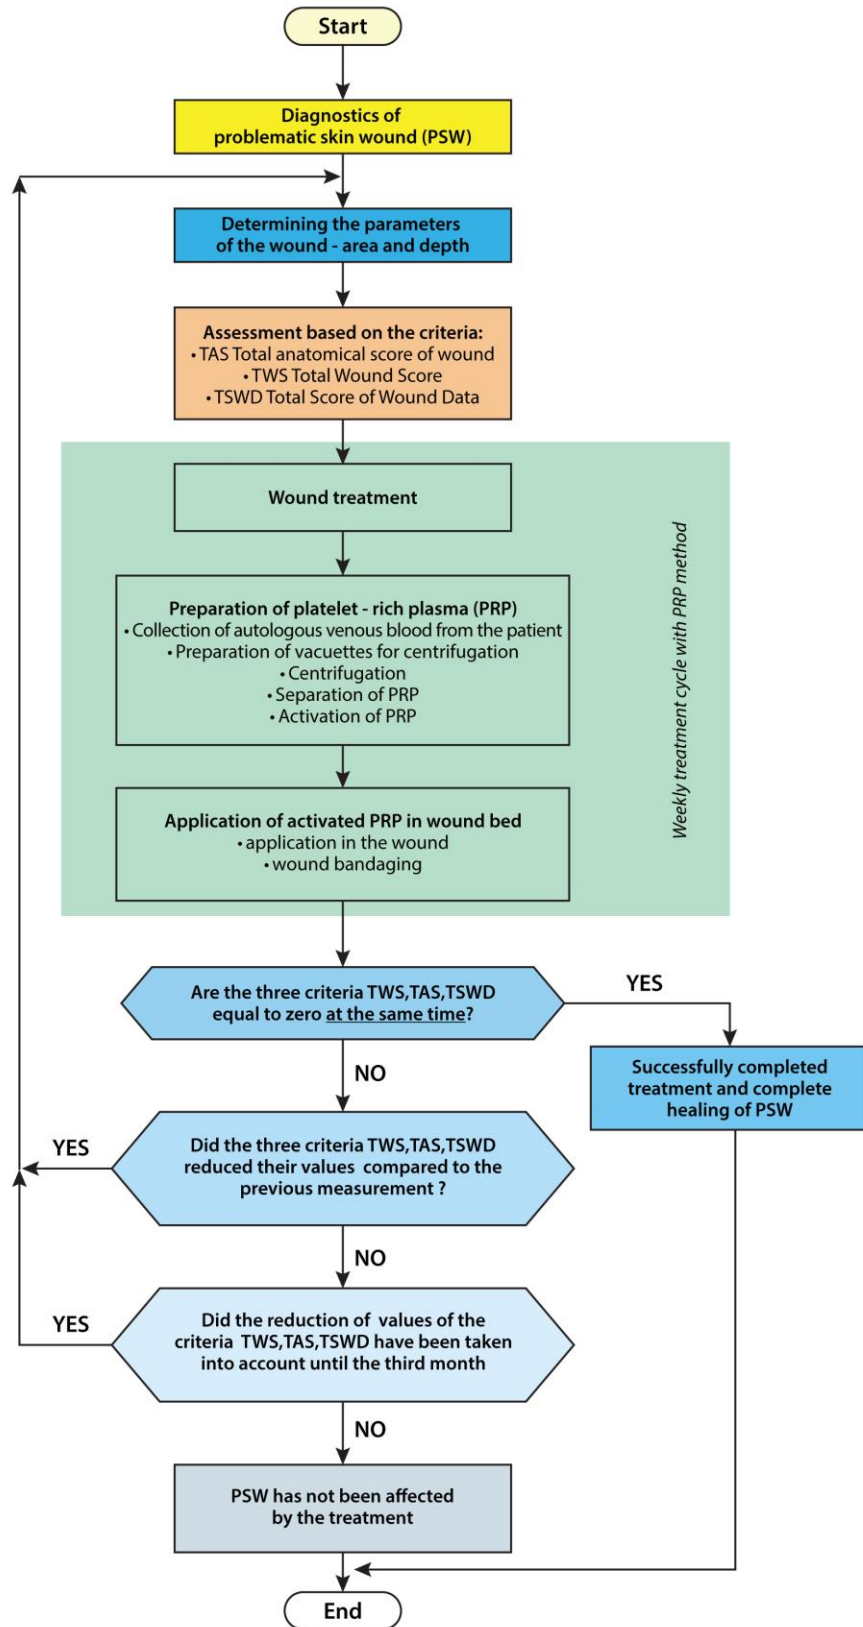 Start
Diagnostics of
problematic skin wound (PSW)
Determining the parameters
of the wound - area and depth
Assessment based on the criteria:
• TAS Total anatomical score of wound
• TWS Total Wound Score
• TSWD Total Score of Wound Data
Wound treatment
Preparation of platelet - rich plasma (PRP)
• Collection of autologous venous blood from the patient
• Preparation of vacuettes for centrifugation
• Centrifugation
• Separation of PRP
• Activation of PRP
Application of activated PRP in wound bed
• application in the wound
• wound bandaging
Weekly treatment cycle with PRP method
Are the three criteria TWS,TAS,TSWD
equal to zero at the same time?
YES
Successfully completed
treatment and complete
healing of PSW
NO
Did the three criteria TWS,TAS,TSWD
reduced their values compared to the
previous measurement ?
YES
NO
Did the reduction of values of the
criteria TWS,TAS,TSWD have been taken
into account until the third month
YES
NO
PSW has not been affected
by the treatment
End